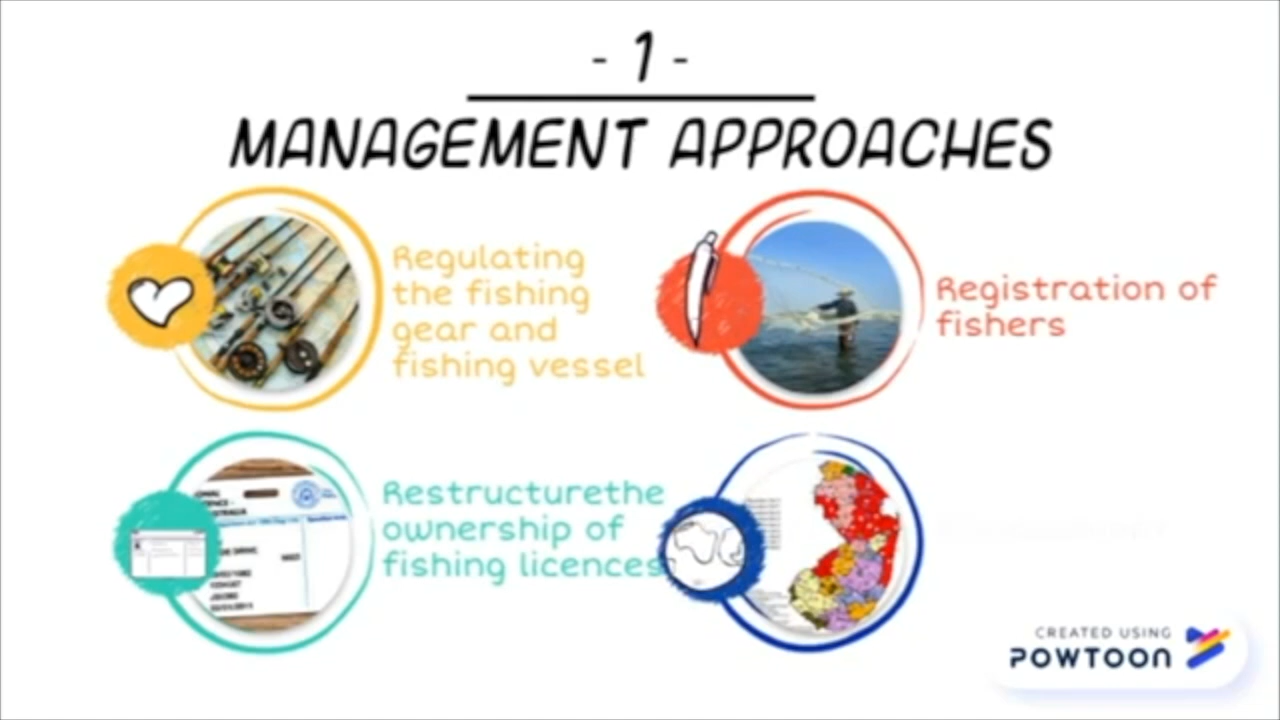 - 1 -
MANAGEMENT APPROACHES
Regulating
the fishing
gear and
fishing vessel
Registration of
fishers
Restructurethe
ownership of
fishing licences
CREATED USING
POWTOON